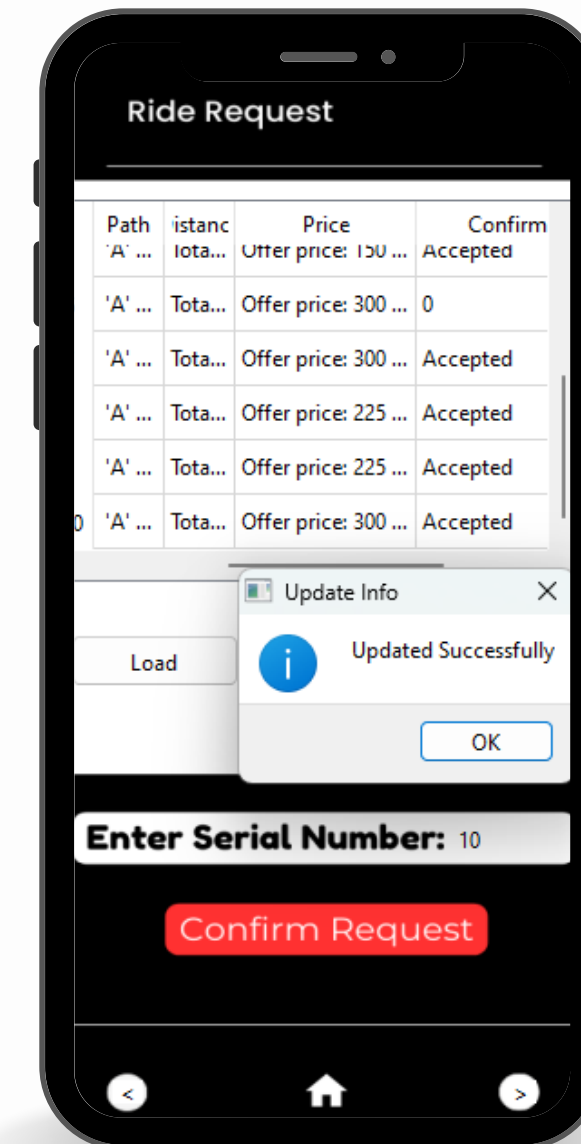 Ride Request
Path istanc Price Confirm
'A' ... Tota... Offer price: 150 ... Accepted
'A' ... Tota... Offer price: 300 ... 0
'A' ... Tota... Offer price: 300 ... Accepted
'A' ... Tota... Offer price: 225 ... Accepted
'A' ... Tota... Offer price: 225 ... Accepted
0 'A' ... Tota... Offer price: 300 ... Accepted
Update Info
Updated Successfully
Load
OK
Enter Serial Number: 10
Confirm Request
< >